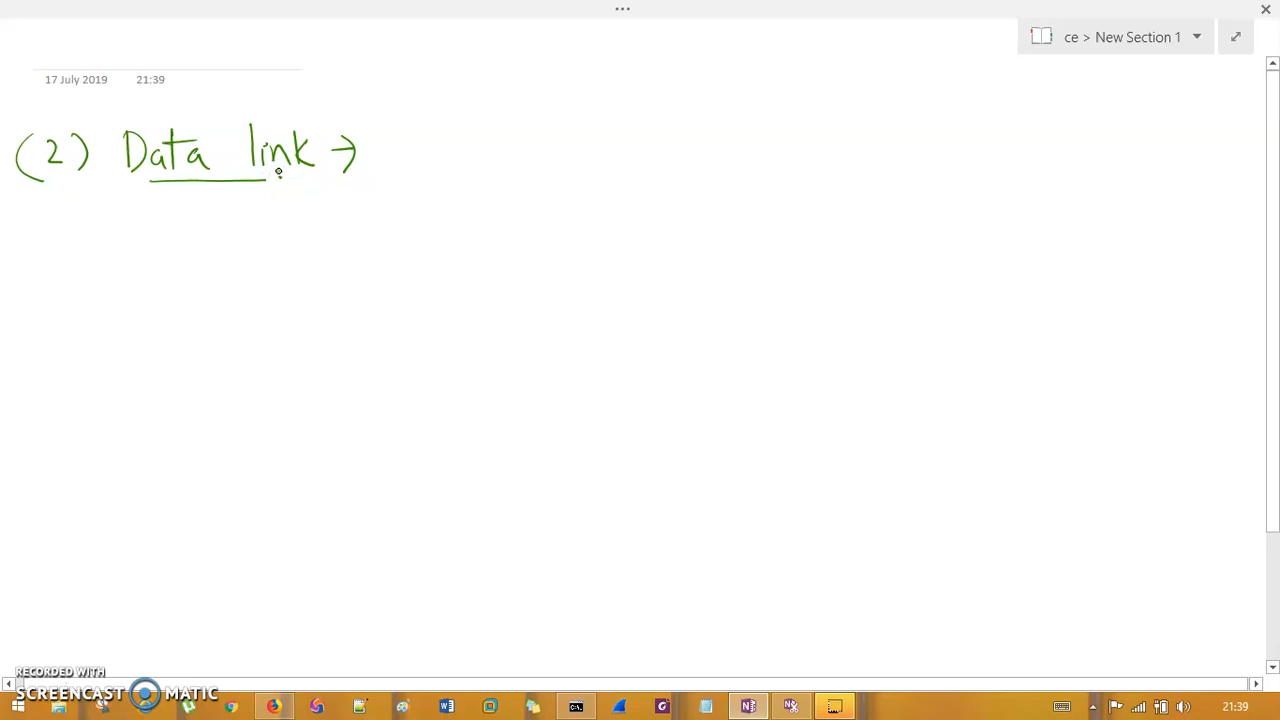 ce > New Section 1
17 July 2019 21:39
(2) Data link →
RECORDED WITH
SCREENCAST MATIC
21:39